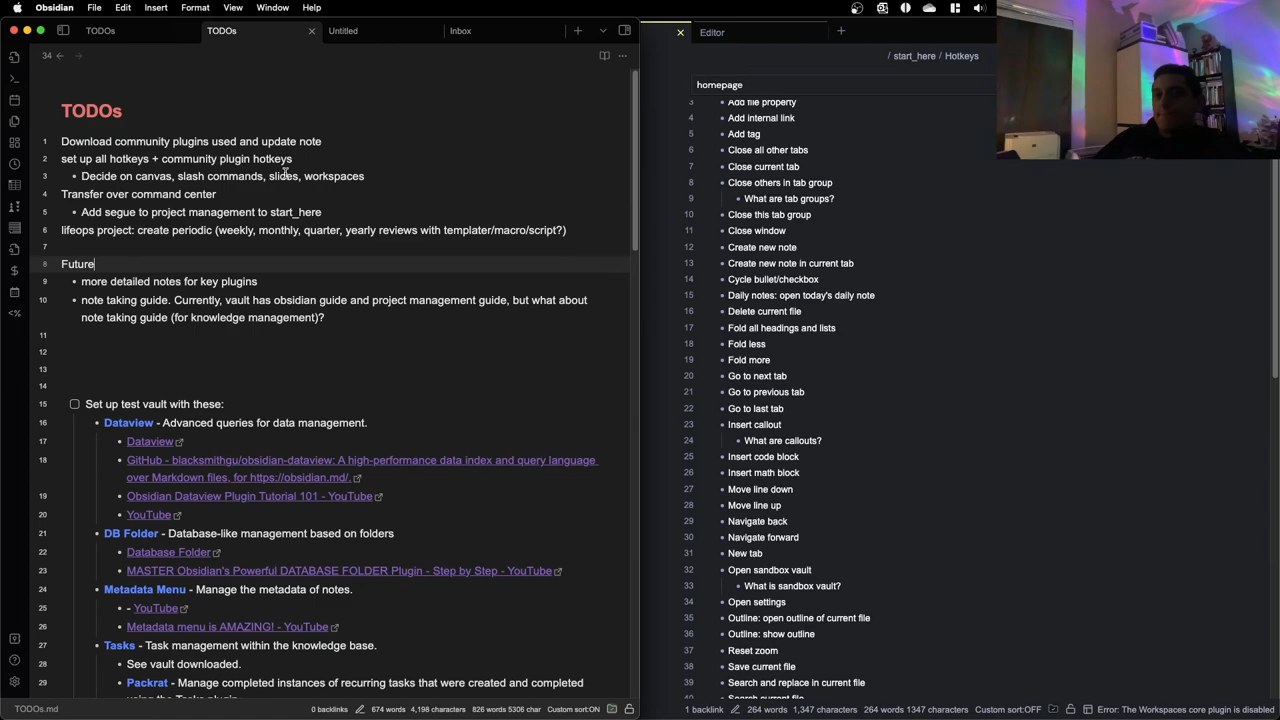 Obsidian File Edit Insert Format View Window Help
TODOs
TODOs
Untitled
Inbox
34
TODOs
1 Download community plugins used and update note
2 set up all hotkeys + community plugin hotkeys
3 • Decide on canvas, slash commands, slides, workspaces
4 Transfer over command center
5 • Add segue to project management to start_here
6 lifeops project: create periodic (weekly, monthly, quarter, yearly reviews with templater/macro/script?)
7
8 Future
9 • more detailed notes for key plugins
10 • note taking guide. Currently, vault has obsidian guide and project management guide, but what about
note taking guide (for knowledge management)?
11
12
13
14
15 Set up test vault with these:
16 • Dataview - Advanced queries for data management.
17 • Dataview
18 • GitHub - blacksmithgu/obsidian-dataview: A high-performance data index and query language
over Markdown files, for https://obsidian.md/.
19 • Obsidian Dataview Plugin Tutorial 101 - YouTube
20 • YouTube
21 • DB Folder - Database-like management based on folders
22 • Database Folder
23 • MASTER Obsidian's Powerful DATABASE FOLDER Plugin - Step by Step - YouTube
24 • Metadata Menu - Manage the metadata of notes.
25 • - YouTube
26 • Metadata menu is AMAZING! - YouTube
27 • Tasks - Task management within the knowledge base.
28 • See vault downloaded.
29 • Packrat - Manage completed instances of recurring tasks that were created and completed
using the Tasks plugin.
TODOs.md
0 backlinks
674 words 4,198 characters
826 words 5306 char
Custom sort:ON
Editor
/ start_here / Hotkeys
homepage
3 • Add file property
4 • Add internal link
5 • Add tag
6 • Close all other tabs
7 • Close current tab
8 • Close others in tab group
9 • What are tab groups?
10 • Close this tab group
11 • Close window
12 • Create new note
13 • Create new note in current tab
14 • Cycle bullet/checkbox
15 • Daily notes: open today's daily note
16 • Delete current file
17 • Fold all headings and lists
18 • Fold less
19 • Fold more
20 • Go to next tab
21 • Go to previous tab
22 • Go to last tab
23 • Insert callout
24 • What are callouts?
25 • Insert code block
26 • Insert math block
27 • Move line down
28 • Move line up
29 • Navigate back
30 • Navigate forward
31 • New tab
32 • Open sandbox vault
33 • What is sandbox vault?
34 • Open settings
35 • Outline: open outline of current file
36 • Outline: show outline
37 • Reset zoom
38 • Save current file
39 • Search and replace in current file
40 • Search current file
1 backlink
264 words 1,347 characters
264 words 1347 characters
Custom sort:OFF
Error: The Workspaces core plugin is disabled